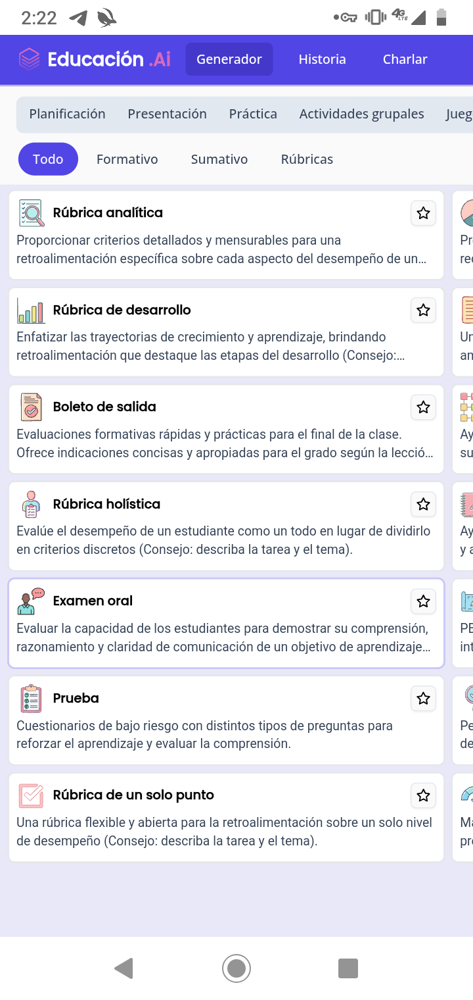 2:22
4G LTE
Educación .Ai Generador Historia Charlar
Planificación Presentación Práctica Actividades grupales Jueg
Todo Formativo Sumativo Rúbricas
Rúbrica analítica
Proporcionar criterios detallados y mensurables para una
retroalimentación específica sobre cada aspecto del desempeño de un…
Pr
re
Rúbrica de desarrollo
Enfatizar las trayectorias de crecimiento y aprendizaje, brindando
retroalimentación que destaque las etapas del desarrollo (Consejo:…
Un
am
Boleto de salida
Evaluaciones formativas rápidas y prácticas para el final de la clase.
Ofrece indicaciones concisas y apropiadas para el grado según la lecció…
Ay
su
Rúbrica holística
Evalúe el desempeño de un estudiante como un todo en lugar de dividirlo
en criterios discretos (Consejo: describa la tarea y el tema).
Ay
y a
Examen oral
Evaluar la capacidad de los estudiantes para demostrar su comprensión,
razonamiento y claridad de comunicación de un objetivo de aprendizaje…
int
Prueba
Cuestionarios de bajo riesgo con distintos tipos de preguntas para
reforzar el aprendizaje y evaluar la comprensión.
Pe
de
Rúbrica de un solo punto
Una rúbrica flexible y abierta para la retroalimentación sobre un solo nivel
de desempeño (Consejo: describa la tarea y el tema).
Ma
pr